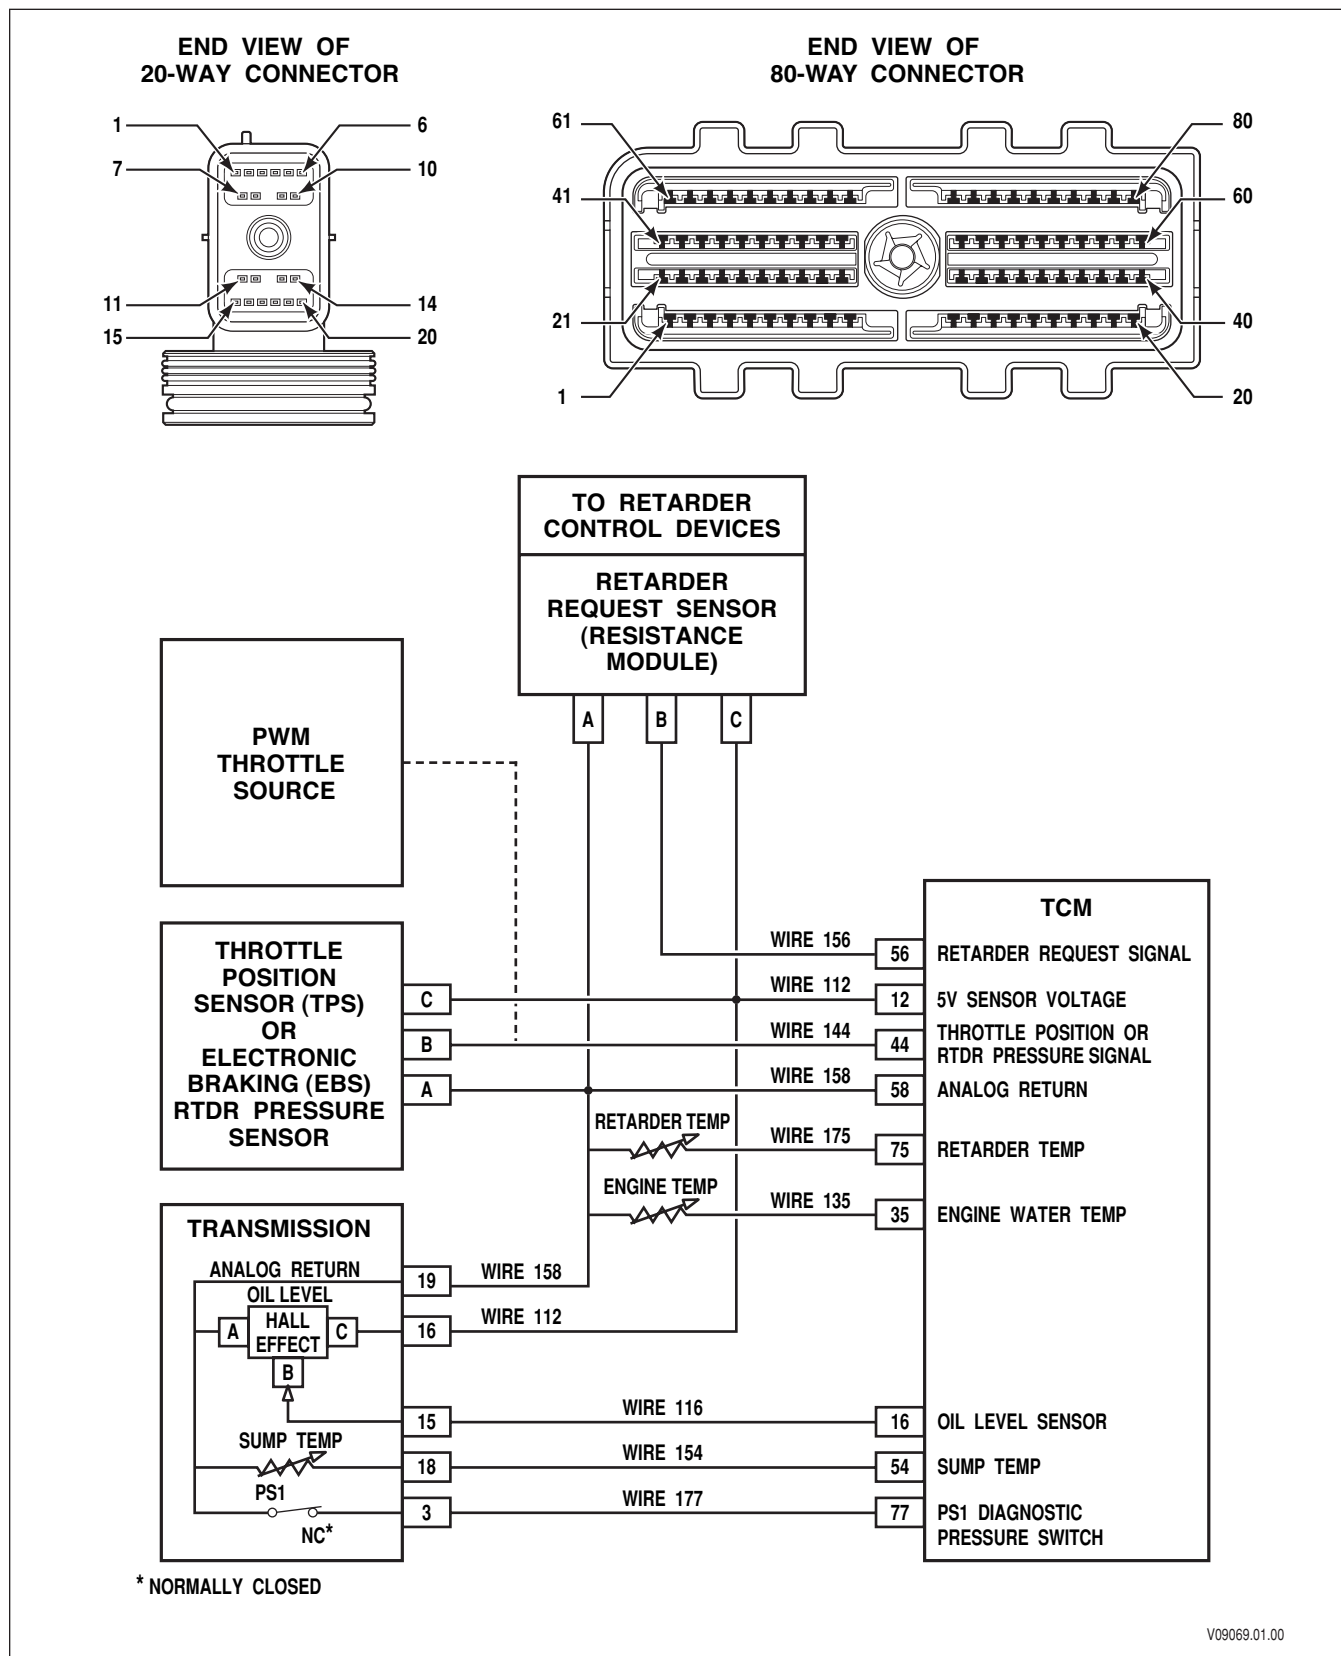 END VIEW OF
20-WAY CONNECTOR
END VIEW OF
80-WAY CONNECTOR
1
6
7
10
11
14
15
20
61
80
41
60
21
40
1
20
TO RETARDER
CONTROL DEVICES
RETARDER
REQUEST SENSOR
(RESISTANCE
MODULE)
A
B
C
PWM
THROTTLE
SOURCE
THROTTLE
POSITION
SENSOR (TPS)
OR
ELECTRONIC
BRAKING (EBS)
RTDR PRESSURE
SENSOR
C
B
A
TCM
WIRE 156
56
RETARDER REQUEST SIGNAL
WIRE 112
12
5V SENSOR VOLTAGE
WIRE 144
44
THROTTLE POSITION OR
RTDR PRESSURE SIGNAL
WIRE 158
58
ANALOG RETURN
RETARDER TEMP
WIRE 175
75
RETARDER TEMP
ENGINE TEMP
WIRE 135
35
ENGINE WATER TEMP
TRANSMISSION
ANALOG RETURN
19
WIRE 158
OIL LEVEL
A
HALL
EFFECT
C
B
16
WIRE 112
15
WIRE 116
16
OIL LEVEL SENSOR
SUMP TEMP
18
WIRE 154
54
SUMP TEMP
PS1
NC*
3
WIRE 177
77
PS1 DIAGNOSTIC
PRESSURE SWITCH
* NORMALLY CLOSED
V09069.01.00